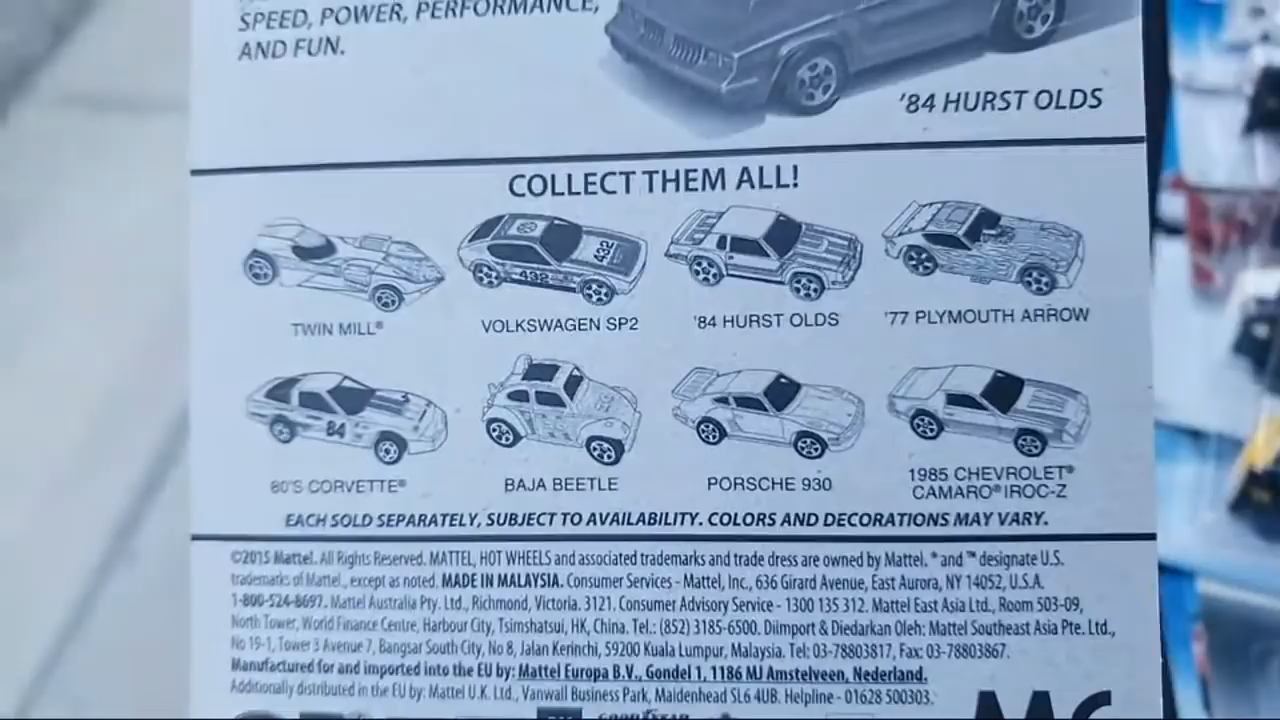 SPEED, POWER, PERFORMANCE,
AND FUN.
'84 HURST OLDS
COLLECT THEM ALL!
432
432
TWIN MILL®
VOLKSWAGEN SP2
'84 HURST OLDS
'77 PLYMOUTH ARROW
84
80'S CORVETTE®
BAJA BEETLE
PORSCHE 930
1985 CHEVROLET®
CAMARO® IROC-Z
EACH SOLD SEPARATELY, SUBJECT TO AVAILABILITY. COLORS AND DECORATIONS MAY VARY.
©2015 Mattel. All Rights Reserved. MATTEL, HOT WHEELS and associated trademarks and trade dress are owned by Mattel. ® and ™ designate U.S.
trademarks of Mattel, except as noted. MADE IN MALAYSIA. Consumer Services - Mattel, Inc., 636 Girard Avenue, East Aurora, NY 14052, U.S.A.
1-800-524-8697. Mattel Australia Pty. Ltd., Richmond, Victoria. 3121. Consumer Advisory Service - 1300 135 312. Mattel East Asia Ltd., Room 503-09,
North Tower, World Finance Centre, Harbour City, Tsimshatsui, HK, China. Tel.: (852) 3185-6500. Diimport & Diedarkan Oleh: Mattel Southeast Asia Pte. Ltd.,
No 19-1, Tower 3 Avenue 7, Bangsar South City, No 8, Jalan Kerinchi, 59200 Kuala Lumpur, Malaysia. Tel: 03-78803817, Fax: 03-78803867.
Manufactured for and imported into the EU by: Mattel Europa B.V., Gondel 1, 1186 MJ Amstelveen, Nederland.
Additionally distributed in the EU by: Mattel U.K. Ltd., Vanwall Business Park, Maidenhead SL6 4UB. Helpline - 01628 500303.
GOODYEAR